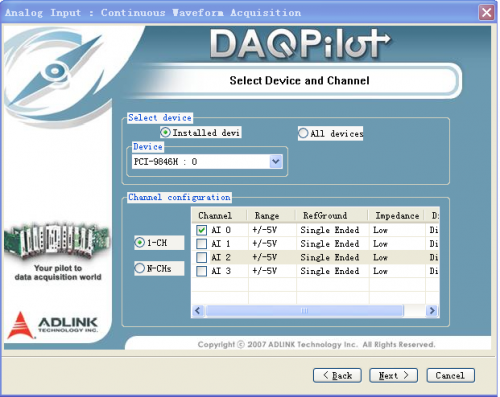 Analog Input : Continuous Waveform Acquisition
DAQPilot
Select Device and Channel
Select device
Installed devi
All devices
Device
PCI-9846H : 0
Channel configuration
Channel Range RefGround Impedance D:
1-CH
N-CHs
AI 0 +/-5V Single Ended Low Di
AI 1 +/-5V Single Ended Low Di
AI 2 +/-5V Single Ended Low Di
AI 3 +/-5V Single Ended Low Di
Your pilot to
data acquisition world
ADLINK
TECHNOLOGY INC.
Copyright © 2007 ADLINK Technology Inc. All Rights Reserved.
< Back
Next >
Cancel